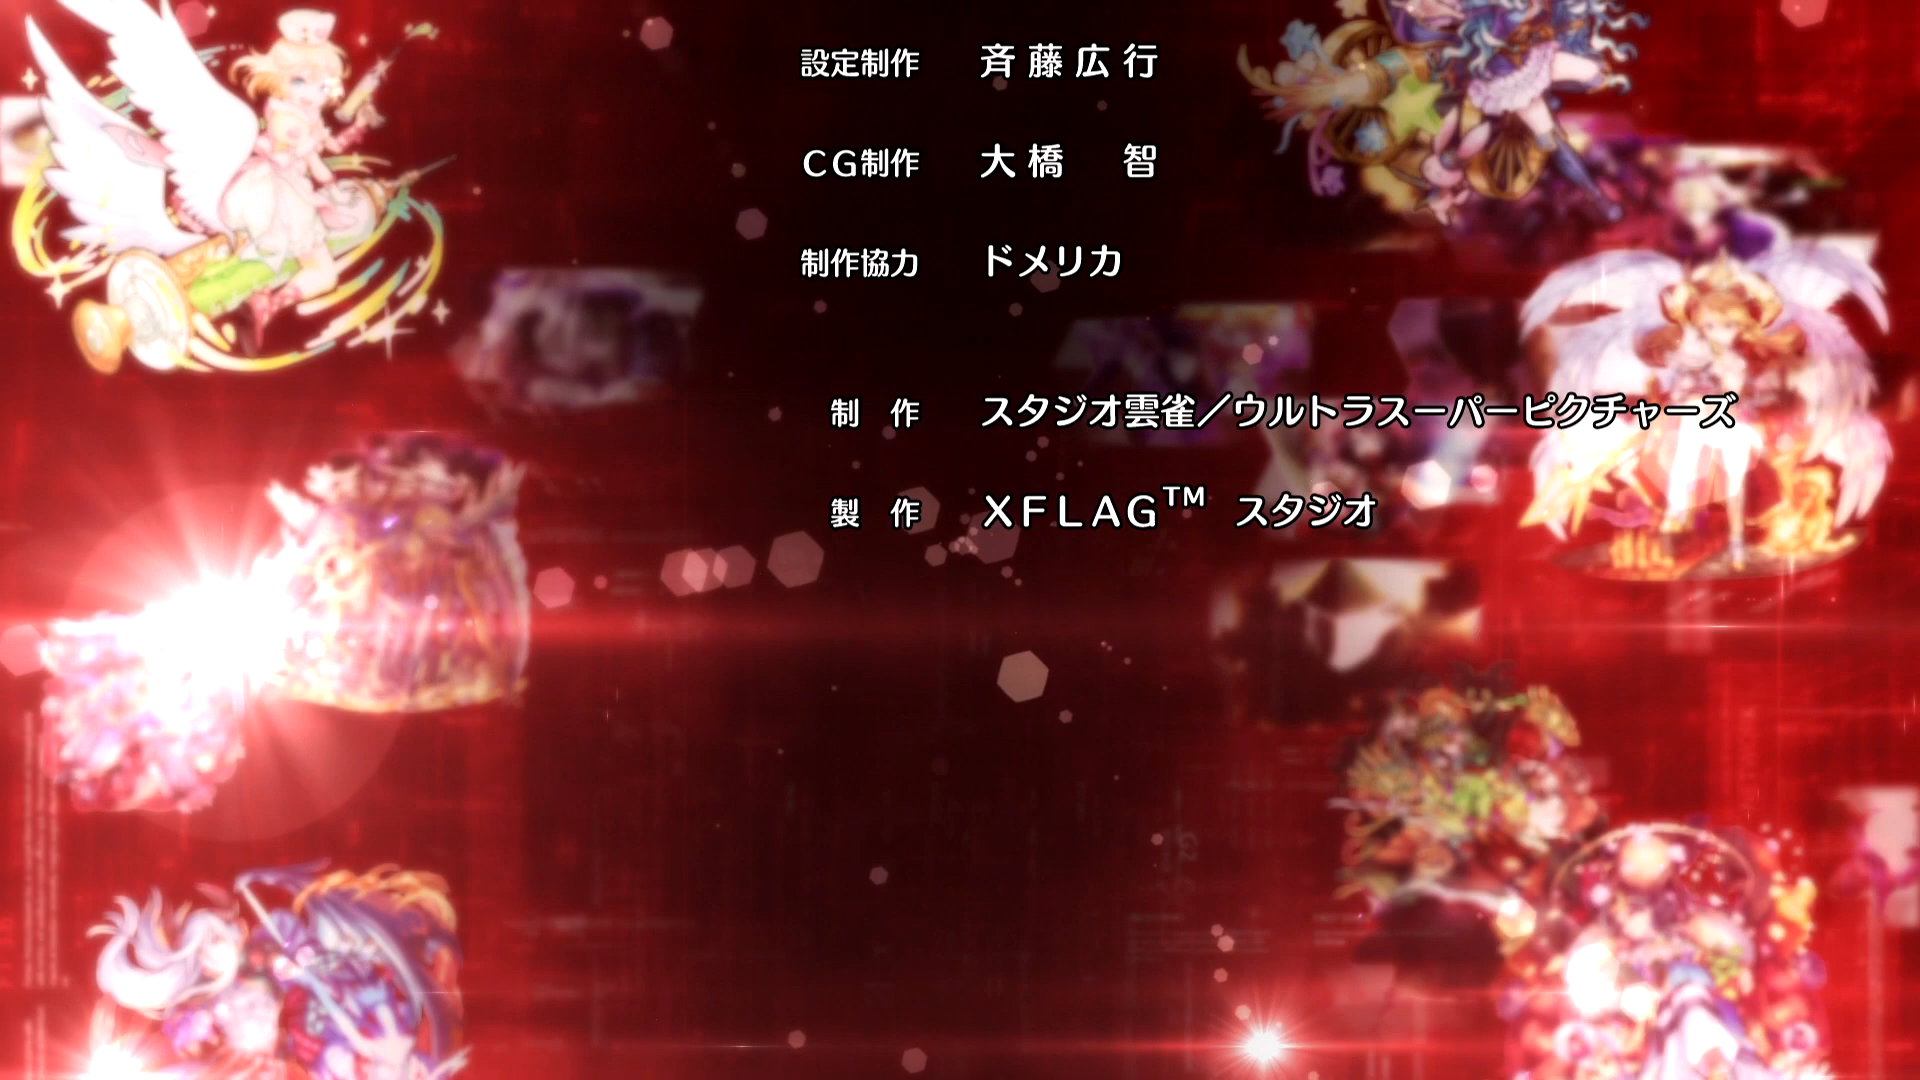 設定制作 斉藤広行
CG制作 大橋 智
制作協力 ドメリカ
制 作 スタジオ雲雀／ウルトラスーパーピクチャーズ
製 作 XFLAG™ スタジオ